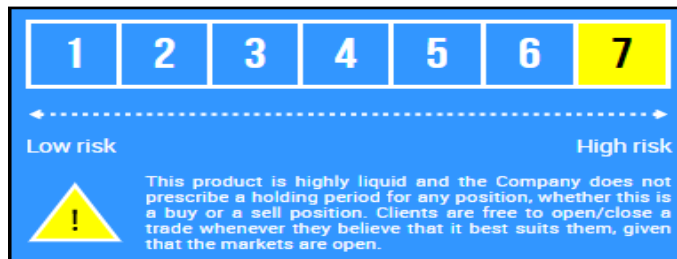 1 2 3 4 5 6 7
Low risk High risk
This product is highly liquid and the Company does not
prescribe a holding period for any position, whether this is
a buy or a sell position. Clients are free to open/close a
trade whenever they believe that it best suits them, given
that the markets are open.
!